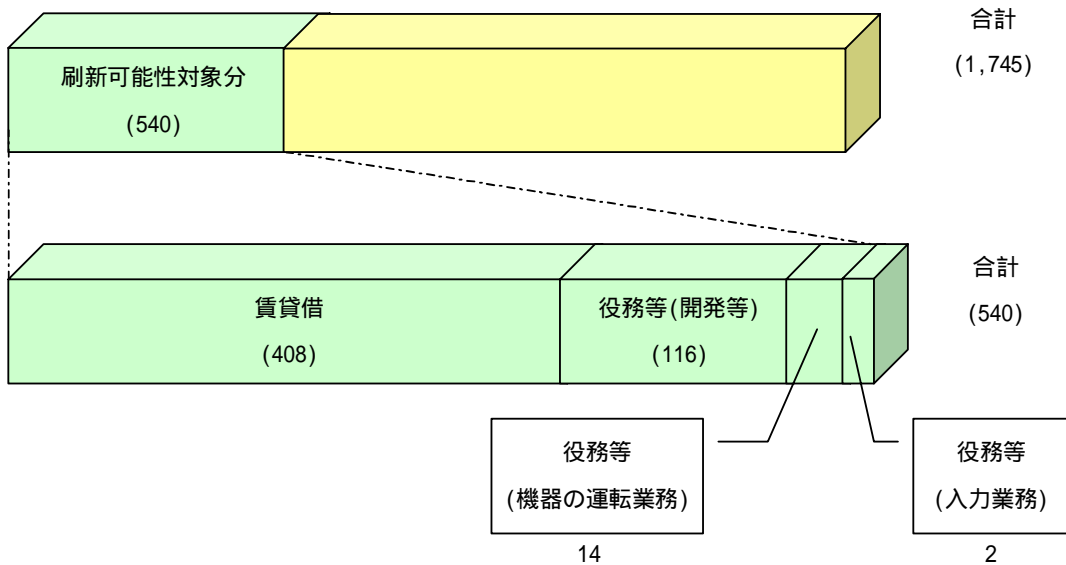 合計
(1,745)
刷新可能性対象分
(540)
合計
(540)
賃貸借
(408)
役務等(開発等)
(116)
役務等
(機器の運転業務)
14
役務等
(入力業務)
2